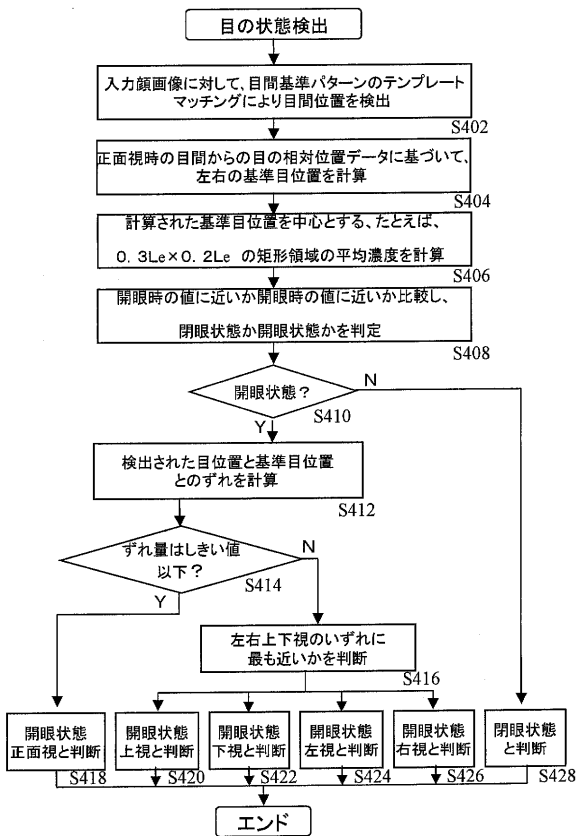 目の状態検出
入力顔画像に対して、目間基準パターンのテンプレート
マッチングにより目間位置を検出
S402
正面視時の目間からの目の相対位置データに基づいて、
左右の基準目位置を計算
S404
計算された基準目位置を中心とする、たとえば、
0.3Le×0.2Le の矩形領域の平均濃度を計算
S406
開眼時の値に近いか開眼時の値に近いか比較し、
閉眼状態か開眼状態かを判定
S408
開眼状態?
N
S410
Y
検出された目位置と基準目位置
とのずれを計算
S412
ずれ量はしきい値
以下?
N
S414
Y
左右上下視のいずれに
最も近いかを判断
S416
開眼状態
正面視と判断
S418
開眼状態
上視と判断
S420
開眼状態
下視と判断
S422
開眼状態
左視と判断
S424
開眼状態
右視と判断
S426
閉眼状態
と判断
S428
エンド